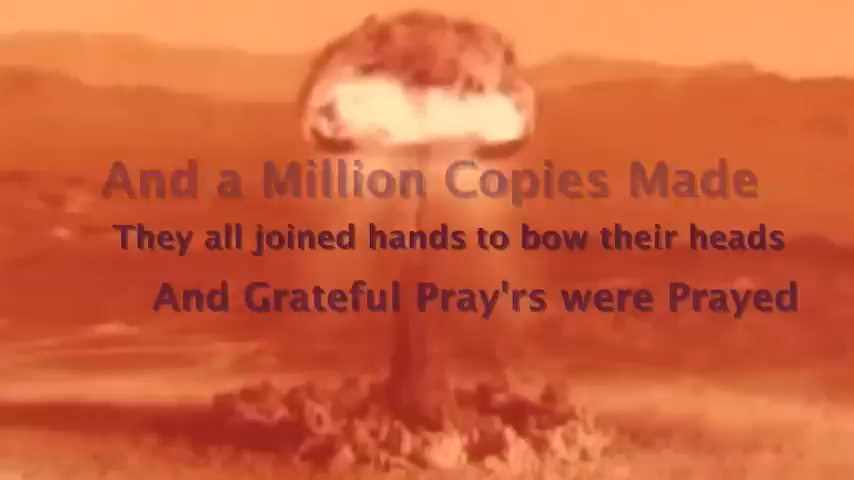 And a Million Copies Made
They all joined hands to bow their heads
And Grateful Pray'rs were Prayed